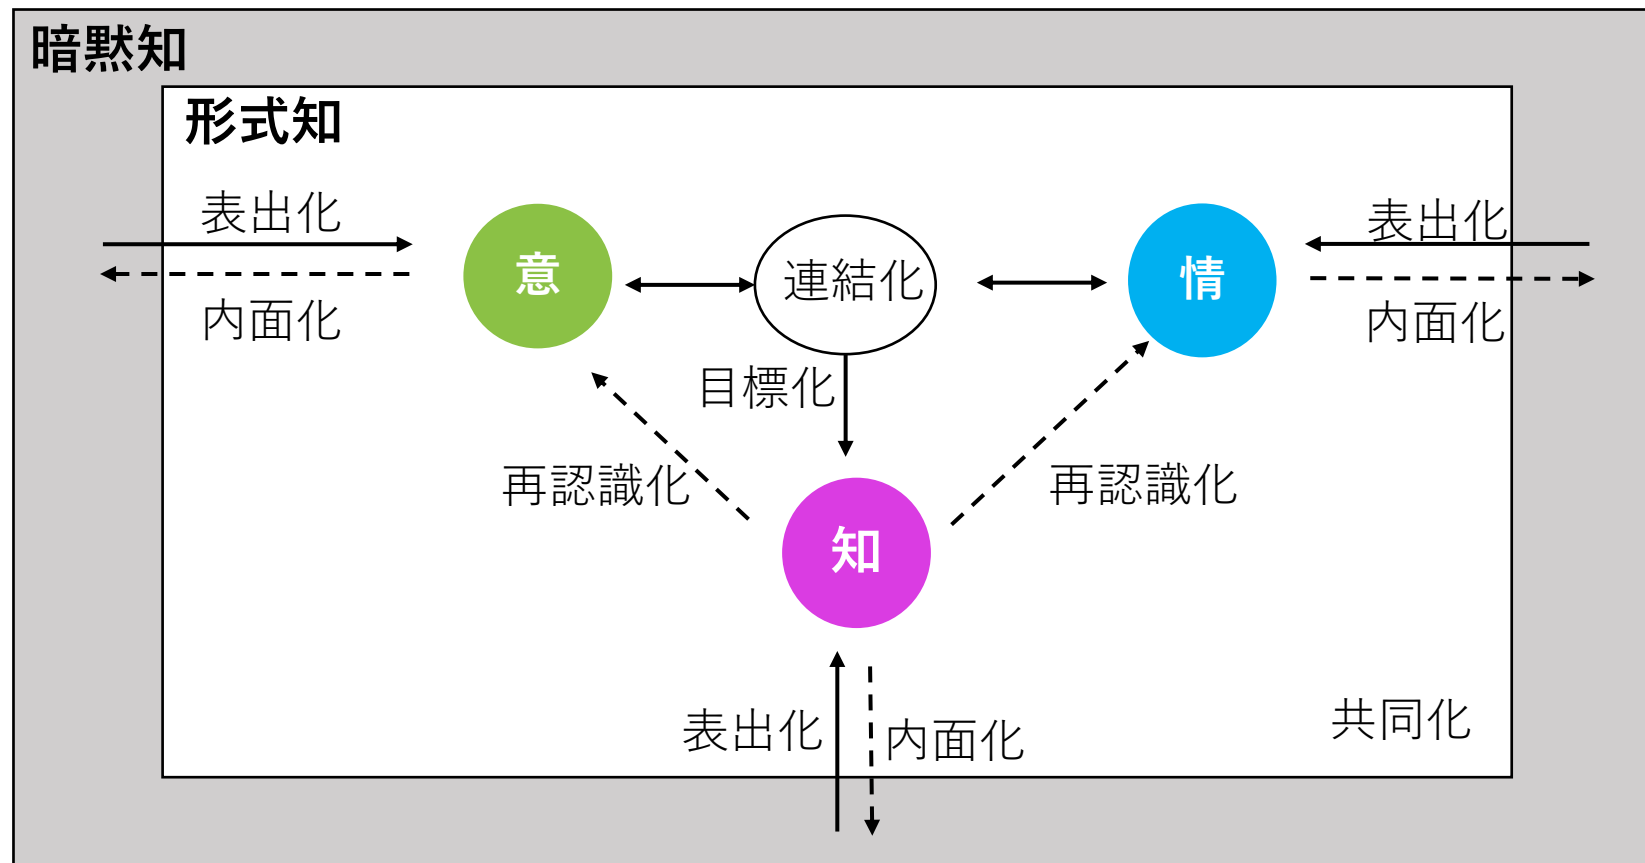 暗黙知
形式知
表出化
表出化
意
連結化
情
内面化
内面化
目標化
再認識化
再認識化
知
表出化
内面化
共同化